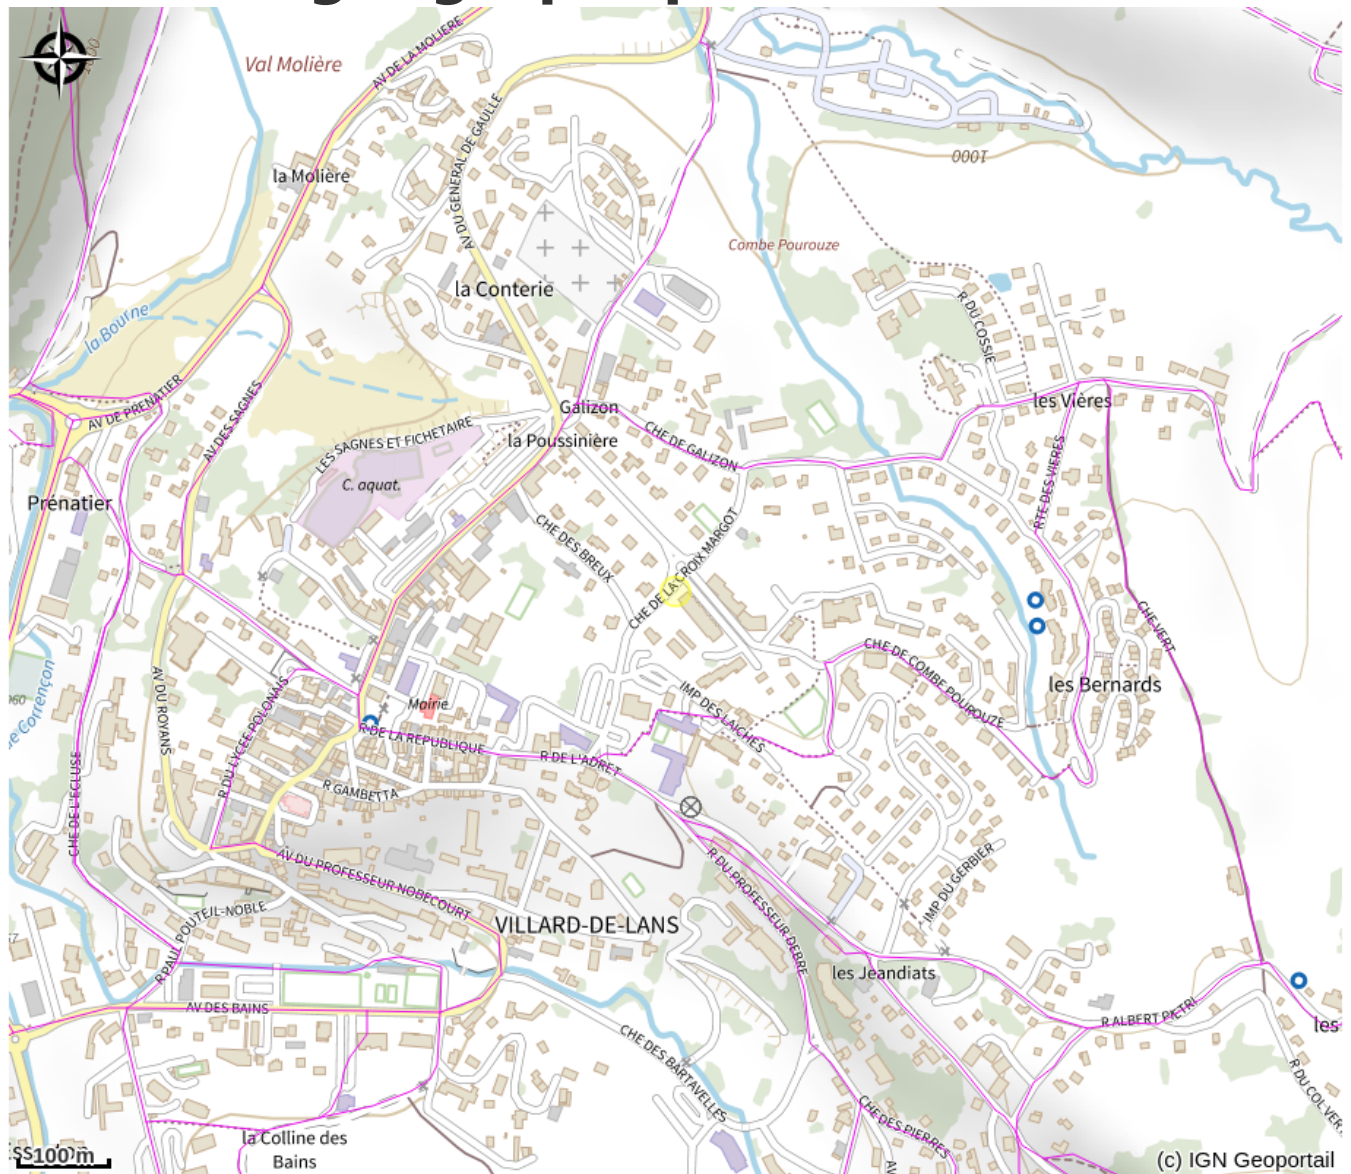 AV DE LA MOLIERE
Val Molière
AV DU GENERAL DE GAULLE
la Molière
1000
Combe Pourouze
la Conterie
R DU COSSIE
la Bourne
AV DE PRENATIER
AV DES SAGNES
Galizon
les Vières
la Poussinière
CHE DE GALIZON
LES SAGNES ET FICHETAIRE
C. aquat.
RTE DES VIERES
Prénatier
CHE DES BREUX
CHE DE LA CROIX MARGOT
CHE VERT
CHE DE COMBE POUROUZE
les Bernards
AV DU ROYANS
R DU LYCEE POLONAIS
Mairie
IMP DES LAICHES
R DE LA REPUBLIQUE
R DE L'ADRET
R GAMBETTA
CHE DE L'ECLUSE
AV DU PROFESSEUR NOBECOURT
R DU PROFESSEUR DEBRE
IMP DU GERBIER
R PAUL POUTEIL-NOBLE
VILLARD-DE-LANS
les Jeandiats
AV DES BAINS
R ALBERT PIETRI
les
CHE DES BARTAVELLES
R DU COL VERT
CHE DES PIERRES
la Colline des
Bains
AV
100 m
(c) IGN Geoportail